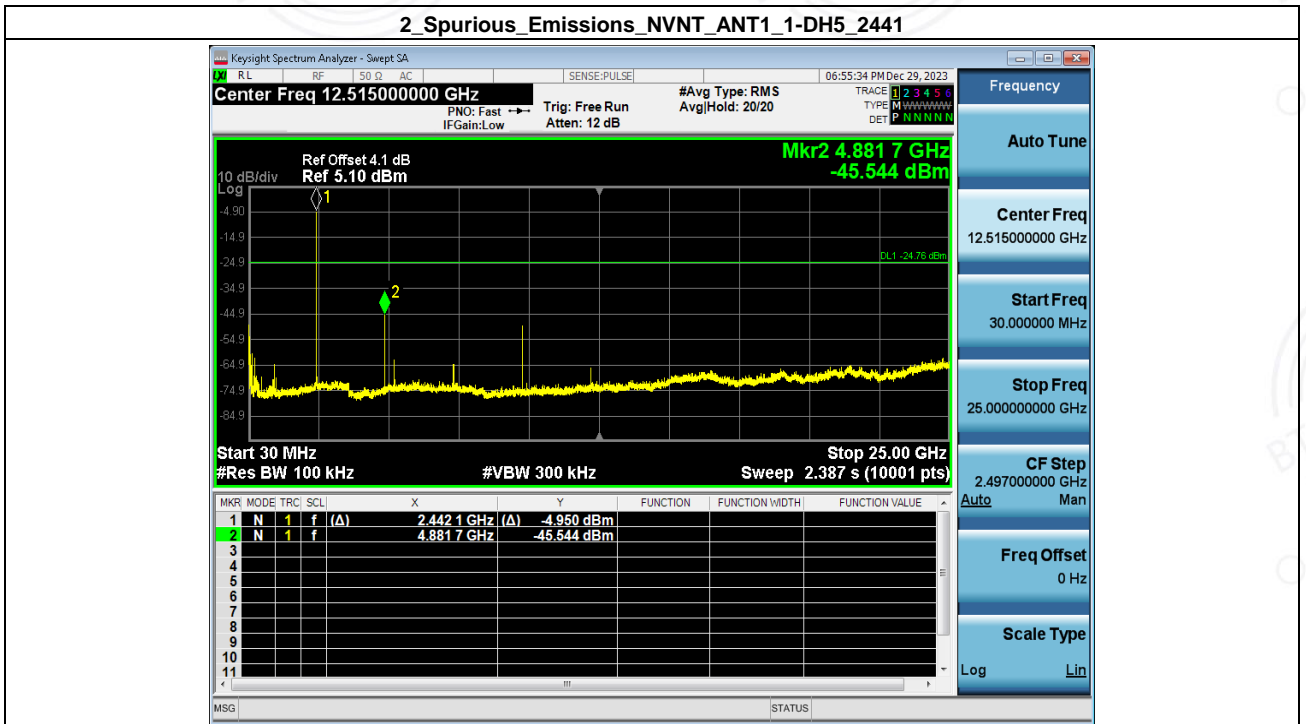 2_Spurious_Emissions_NVNT_ANT1_1-DH5_2441
Keysight Spectrum Analyzer - Swept SA
LXI RL RF 50 Ω AC SENSE:PULSE 06:55:34 PM Dec 29, 2023
Center Freq 12.515000000 GHz
PNO: Fast
IFGain:Low
Trig: Free Run
Atten: 12 dB
#Avg Type: RMS
Avg|Hold: 20/20
TRACE 1 2 3 4 5 6
TYPE M WWWWW
DET P N N N N N
Frequency
Auto Tune
Center Freq
12.515000000 GHz
Start Freq
30.000000 MHz
Stop Freq
25.000000000 GHz
CF Step
2.497000000 GHz
Auto Man
Freq Offset
0 Hz
Scale Type
Log Lin
Mkr2 4.881 7 GHz
-45.544 dBm
Ref Offset 4.1 dB
10 dB/div Ref 5.10 dBm
Log
1
-4.90
-14.9
DL1 -24.76 dBm
-24.9
-34.9
2
-44.9
-54.9
-64.9
-74.9
-84.9
Start 30 MHz Stop 25.00 GHz
#Res BW 100 kHz #VBW 300 kHz Sweep 2.387 s (10001 pts)
MKR MODE TRC SCL X Y FUNCTION FUNCTION WIDTH FUNCTION VALUE
1 N 1 f (Δ) 2.442 1 GHz (Δ) -4.950 dBm
2 N 1 f 4.881 7 GHz -45.544 dBm
3
4
5
6
7
8
9
10
11
MSG STATUS